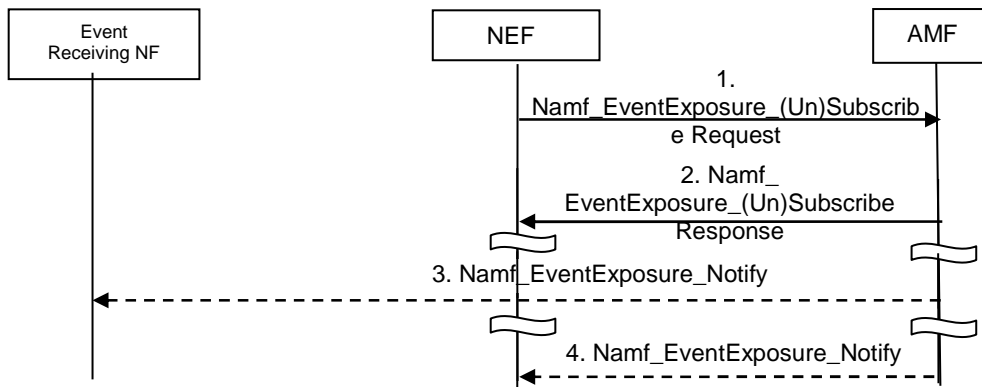 Event
Receiving NF
NEF
AMF
1.
Namf_EventExposure_(Un)Subscrib
e Request
2. Namf_
EventExposure_(Un)Subscribe
Response
3. Namf_EventExposure_Notify
4. Namf_EventExposure_Notify